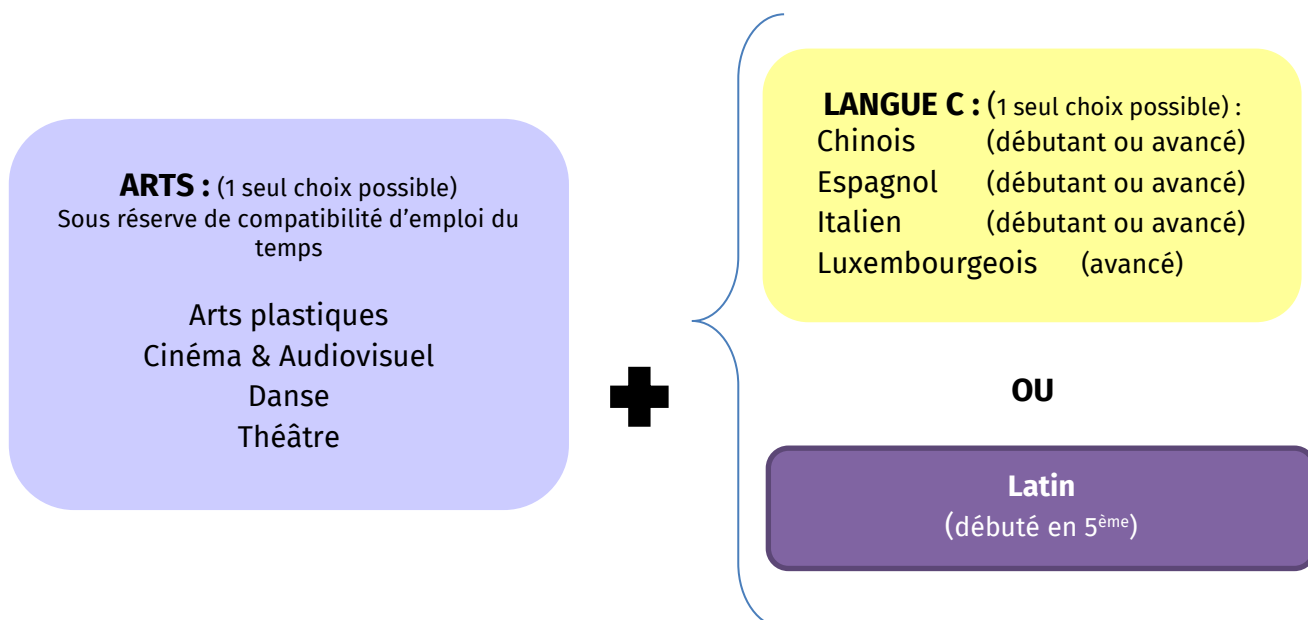 ARTS : (1 seul choix possible)
Sous réserve de compatibilité d’emploi du
temps
Arts plastiques
Cinéma & Audiovisuel
Danse
Théâtre
LANGUE C : (1 seul choix possible) :
Chinois (débutant ou avancé)
Espagnol (débutant ou avancé)
Italien (débutant ou avancé)
Luxembourgeois (avancé)
OU
Latin
(débuté en 5ème)